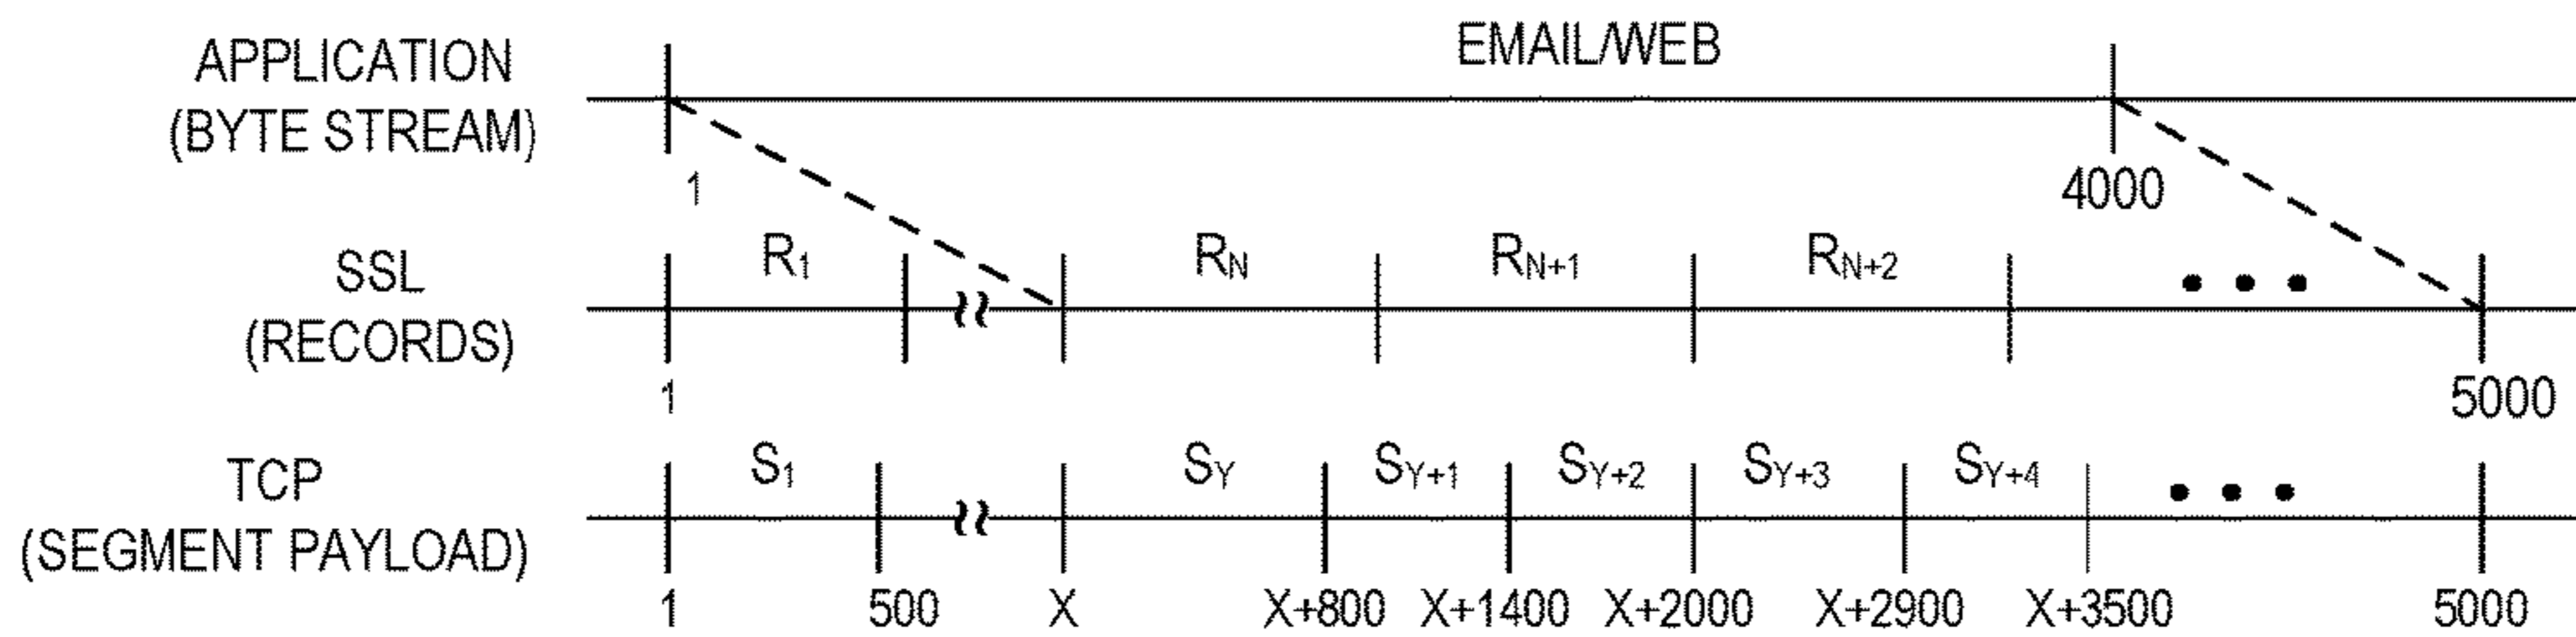 APPLICATION
(BYTE STREAM)
EMAIL/WEB
1
4000
SSL
(RECORDS)
R1
RN
RN+1
RN+2
1
5000
TCP
(SEGMENT PAYLOAD)
S1
SY
SY+1
SY+2
SY+3
SY+4
1
500
X
X+800
X+1400
X+2000
X+2900
X+3500
5000